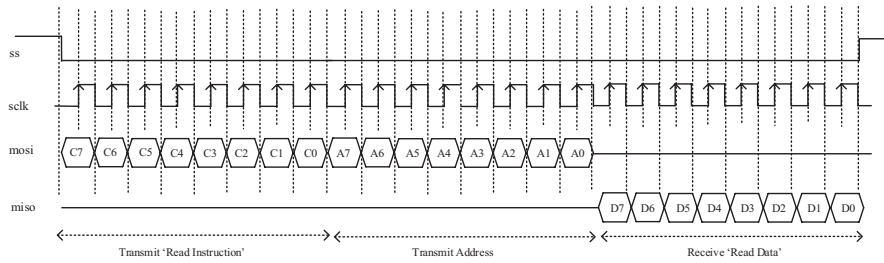 ss
sclk
mosi C7 C6 C5 C4 C3 C2 C1 C0 A7 A6 A5 A4 A3 A2 A1 A0
miso D7 D6 D5 D4 D3 D2 D1 D0
Transmit ‘Read Instruction’ Transmit Address Receive ‘Read Data’